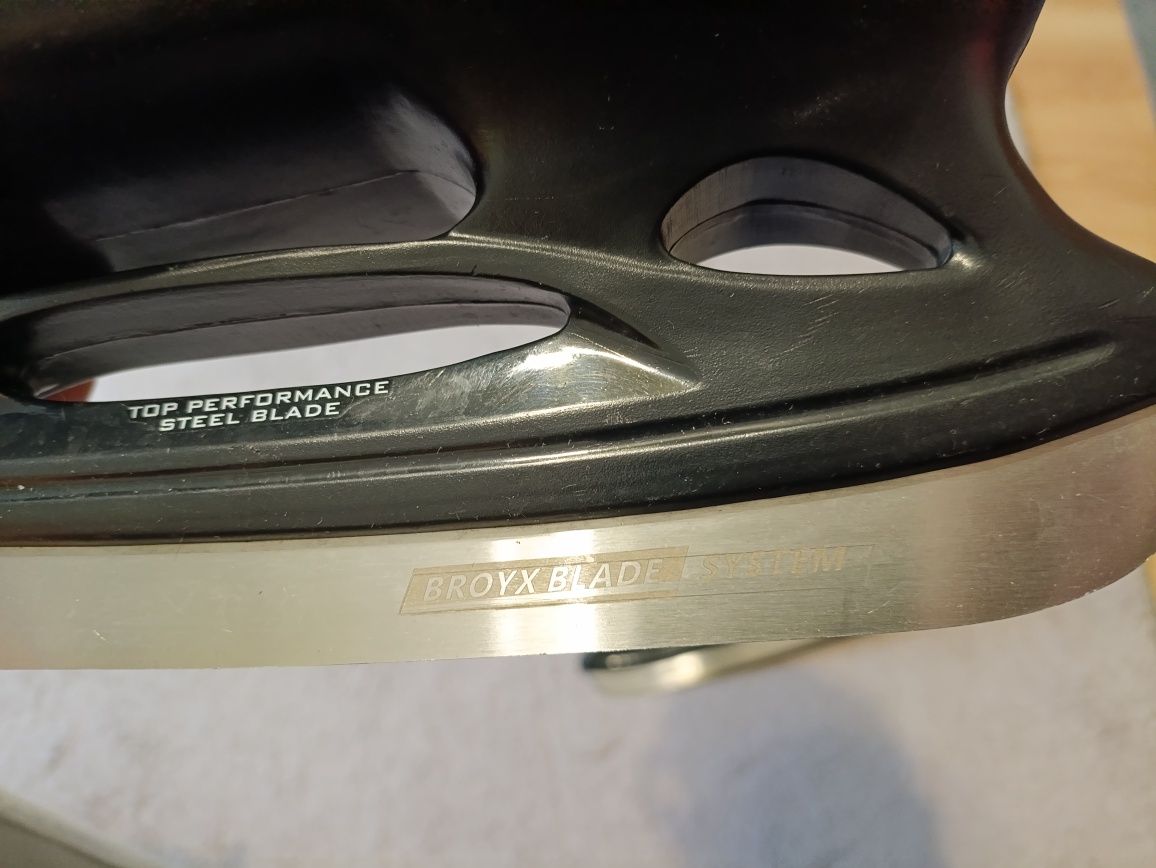 TOP PERFORMANCE
STEEL BLADE
BROYX BLADE SYSTEM